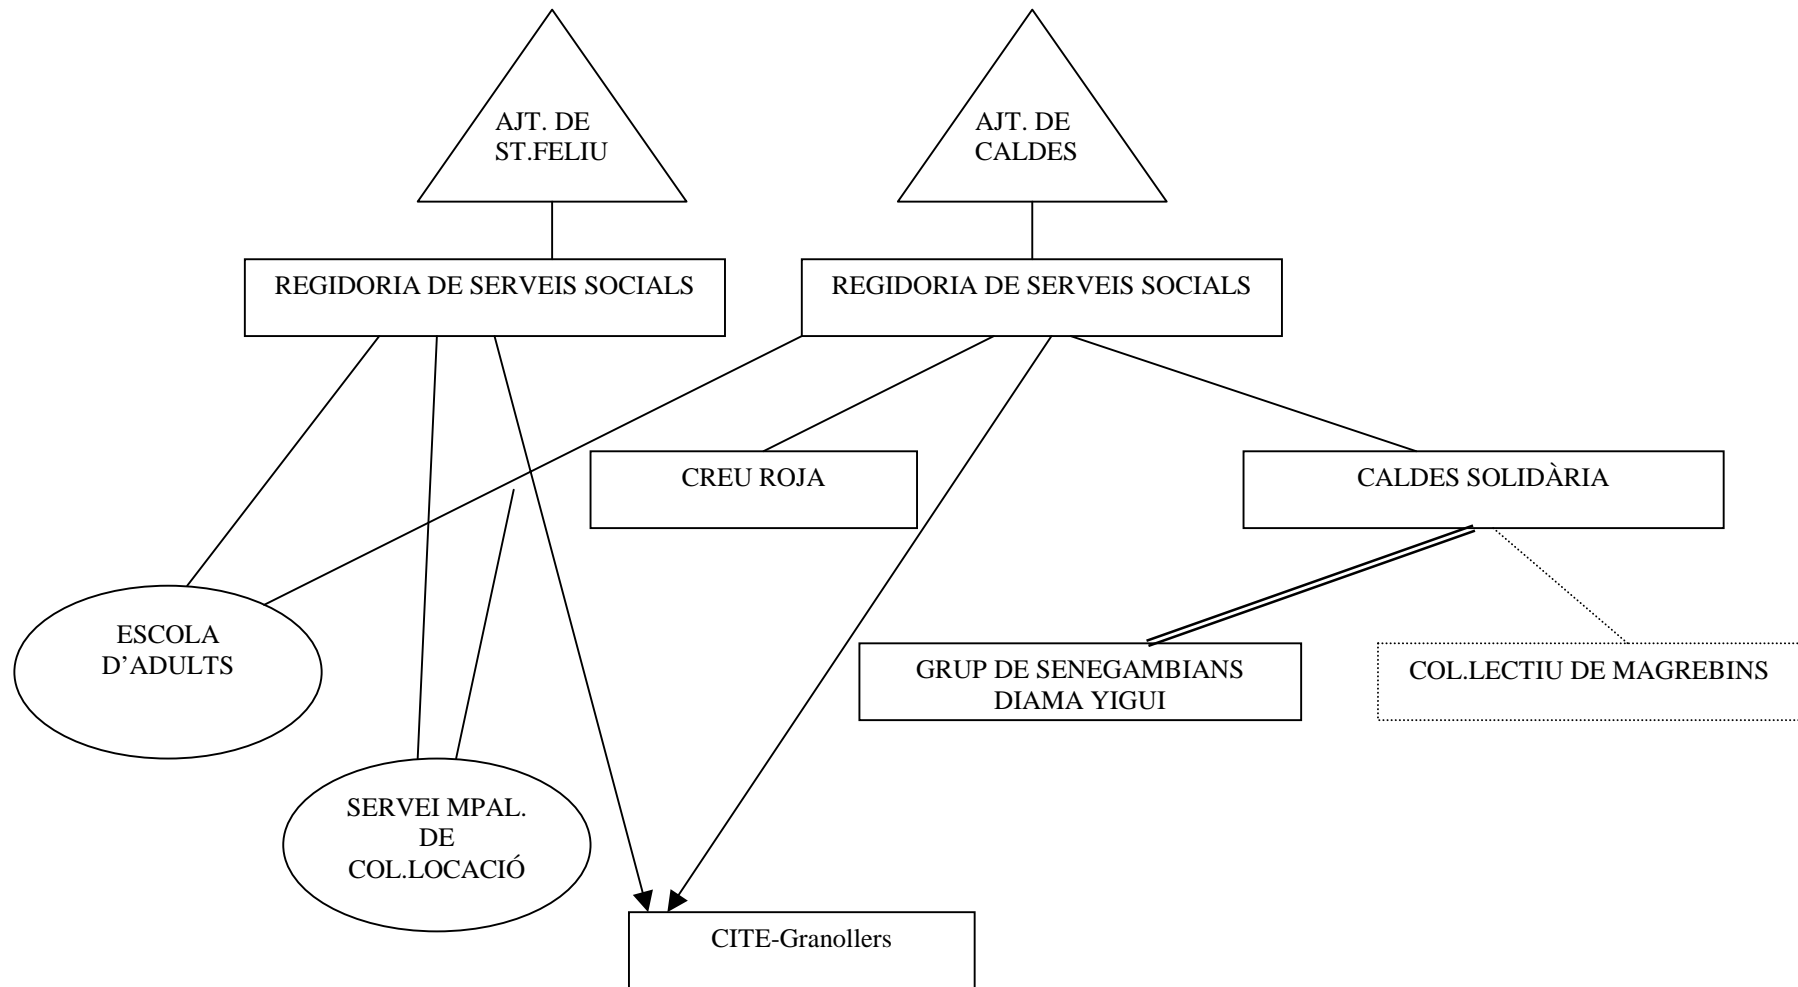 AJT. DE
ST.FELIU
AJT. DE
CALDES
REGIDORIA DE SERVEIS SOCIALS
REGIDORIA DE SERVEIS SOCIALS
CREU ROJA
CALDES SOLIDÀRIA
ESCOLA
D’ADULTS
GRUP DE SENEGAMBIANS
DIAMA YIGUI
COL.LECTIU DE MAGREBINS
SERVEI MPAL.
DE
COL.LOCACIÓ
CITE-Granollers